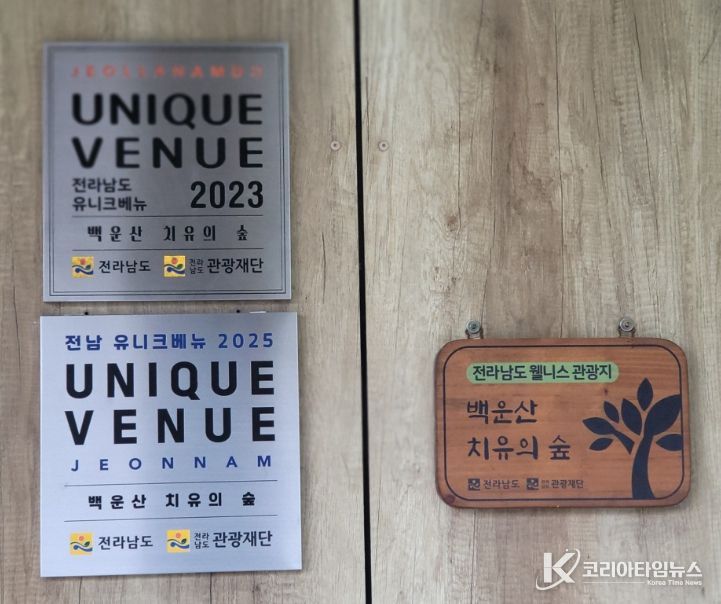 JEOLLANAMUDI
UNIQUE
VENUE
전라남도
유니크베뉴
2023
백운산 치유의 숲
전라남도
전라
남도
관광재단
전남 유니크베뉴 2025
UNIQUE
VENUE
JEONNAM
백운산 치유의 숲
전라남도
전라
남도
관광재단
전라남도 웰니스 관광지
백운산
치유의 숲
전라남도
관광재단
K 코리아타임뉴스
Korea Time News